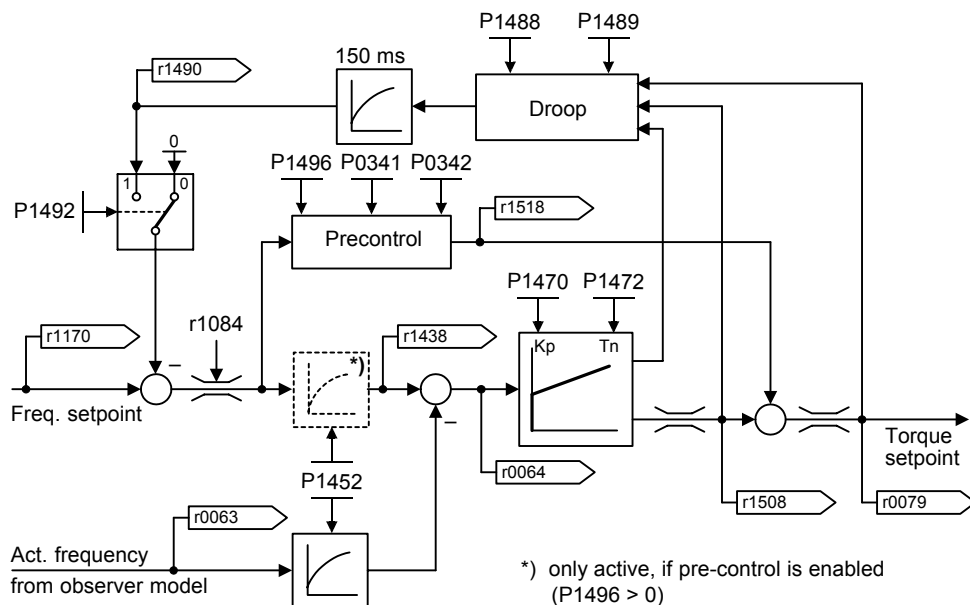 P1488 P1489
150 ms
r1490
Droop
0
P1496 P0341 P0342
1 0
P1492
r1518
Precontrol
P1470 P1472
r1170
r1084
r1438
Kp Tn
*)
–
Freq. setpoint
–
Torque
setpoint
r0064
P1452
r0063
r1508
r0079
Act. frequency
from observer model
*) only active, if pre-control is enabled
(P1496 > 0)